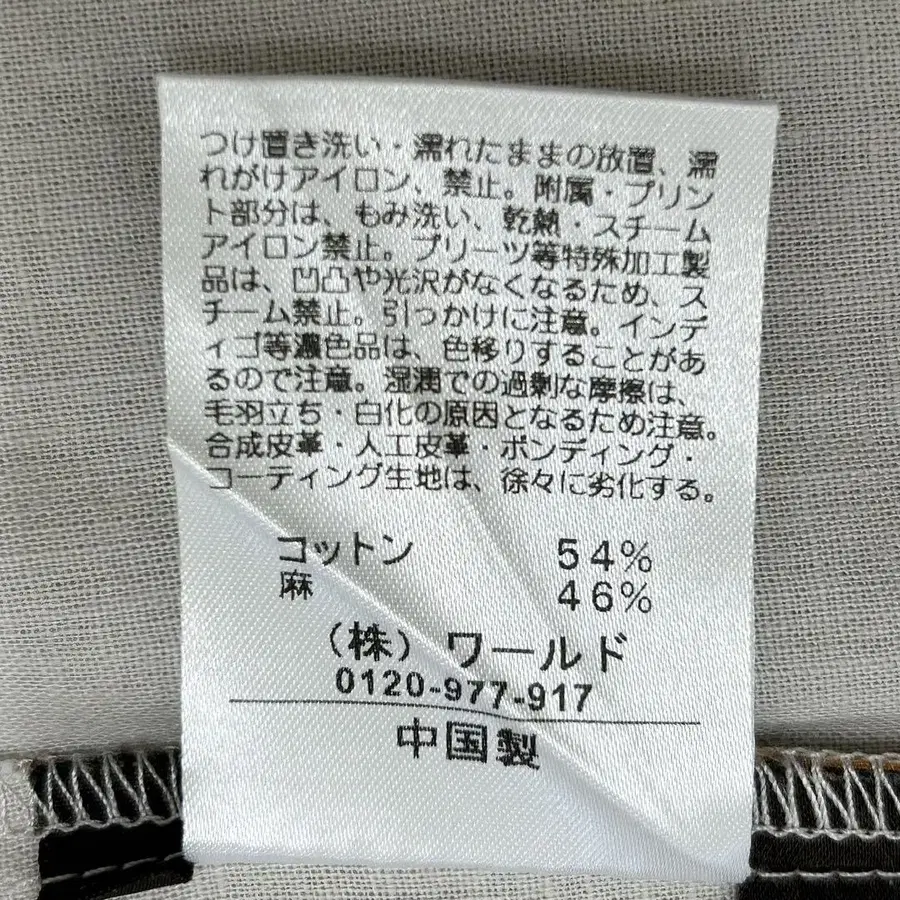 つけ置き洗い・濡れたままの放置、濡
れがけアイロン、禁止。附属・プリン
ト部分は、もみ洗い、乾熱・スチーム
アイロン禁止。プリーツ等特殊加工製
品は、凹凸や光沢がなくなるため、ス
チーム禁止。引っかけに注意。インデ
ィゴ等濃色品は、色移りすることがあ
るので注意。湿潤での過剰な摩擦は、
毛羽立ち・白化の原因となるため注意。
合成皮革・人工皮革・ボンディング・
コーティング生地は、徐々に劣化する。
コットン 54%
麻 46%
(株) ワールド
0120-977-917
中国製